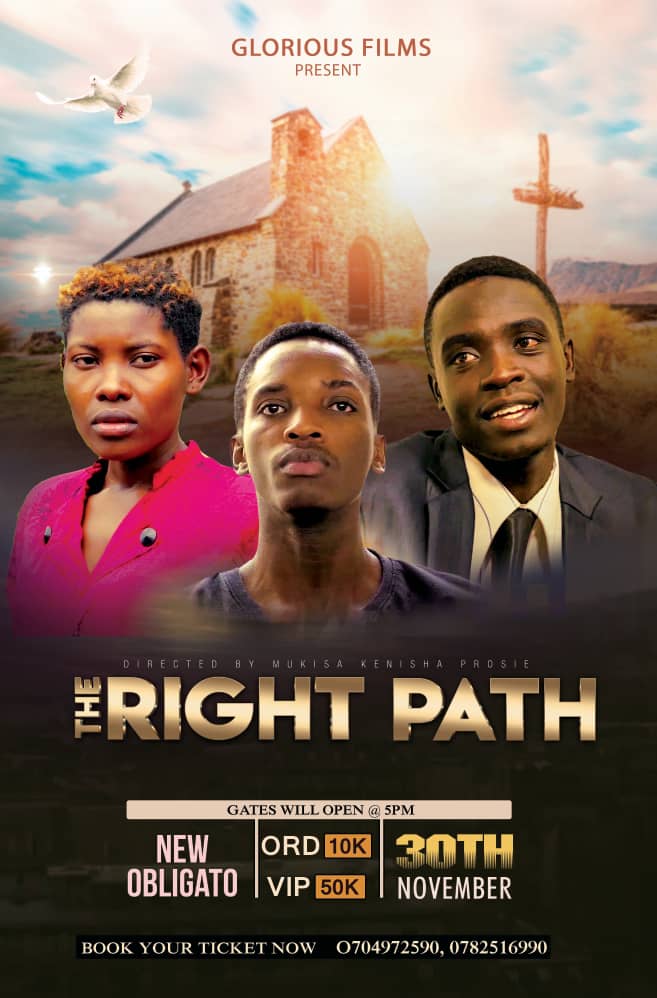 GLORIOUS FILMS
PRESENT
DIRECTED BY MUKISA KENISHA PROSIE
THE RIGHT PATH
GATES WILL OPEN @ 5PM
NEW
OBLIGATO
ORD 10K
VIP 50K
30TH
NOVEMBER
BOOK YOUR TICKET NOW O704972590, 0782516990